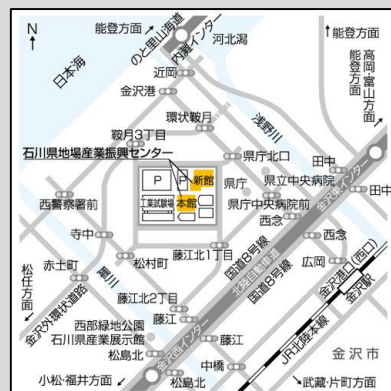 能登方面
のと里山海道
内灘インター
河北潟
能登方面
N
日本海
近岡
金沢港
高岡・富山方面
能登方面
環状鞍月
浅野川
鞍月3丁目
石川県地場産業振興センター
県庁北口
田中
P
P
新館
県庁
県立中央病院
金沢東インター
工業試験場
本館
県庁中央病院前
田中
西警察署前
西念
寺中
国道8号線
北陸自動車道
国道8号線
西念
藤江北1丁目
広岡
金沢港口(西口)
金沢駅
松任方面
赤土町
犀川
松村町
金沢外環状道路
藤江北2丁目
西部緑地公園
藤江
藤江
石川県産業展示館
JR北陸本線
松島北
金沢西インター
中橋
金沢市
小松・福井方面
松島北
武蔵・片町方面